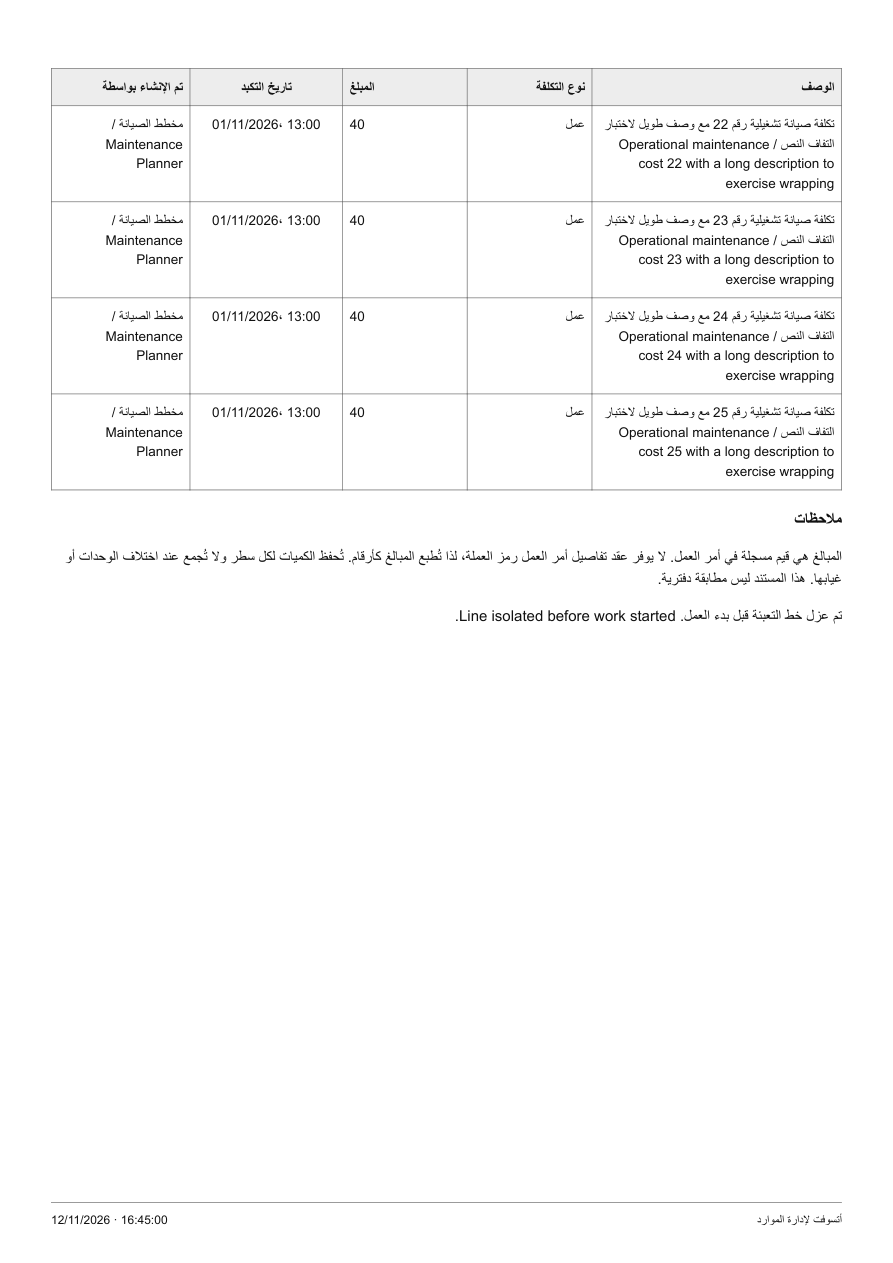 الوصف نوع التكلفة المبلغ تاريخ التكبد تم الإنشاء بواسطة
تكلفة صيانة تشغيلية رقم 22 مع وصف طويل لاختبار عمل 40 01/11/2026، 13:00 مخطط الصيانة /
التفاف النص / Operational maintenance Maintenance
cost 22 with a long description to Planner
exercise wrapping
تكلفة صيانة تشغيلية رقم 23 مع وصف طويل لاختبار عمل 40 01/11/2026، 13:00 مخطط الصيانة /
التفاف النص / Operational maintenance Maintenance
cost 23 with a long description to Planner
exercise wrapping
تكلفة صيانة تشغيلية رقم 24 مع وصف طويل لاختبار عمل 40 01/11/2026، 13:00 مخطط الصيانة /
التفاف النص / Operational maintenance Maintenance
cost 24 with a long description to Planner
exercise wrapping
تكلفة صيانة تشغيلية رقم 25 مع وصف طويل لاختبار عمل 40 01/11/2026، 13:00 مخطط الصيانة /
التفاف النص / Operational maintenance Maintenance
cost 25 with a long description to Planner
exercise wrapping
ملاحظات
المبالغ هي قيم مسجلة في أمر العمل. لا يوفر عقد تفاصيل أمر العمل رمز العملة، لذا تُطبع المبالغ كأرقام. تُحفظ الكميات لكل سطر ولا تُجمع عند اختلاف الوحدات أو
غيابها. هذا المستند ليس مطابقة دفترية.
تم عزل خط التعبئة قبل بدء العمل. Line isolated before work started.
أتسوفت لإدارة الموارد 12/11/2026 · 16:45:00